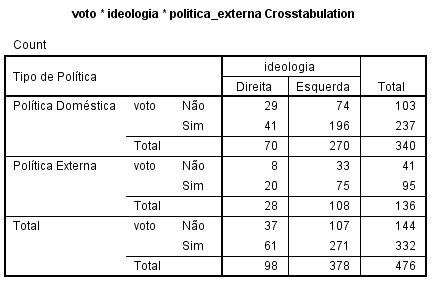 voto * ideologia * politica_externa Crosstabulation
Count
Tipo de Política ideologia Total
Direita Esquerda
Política Doméstica voto Não 29 74 103
Sim 41 196 237
Total 70 270 340
Política Externa voto Não 8 33 41
Sim 20 75 95
Total 28 108 136
Total voto Não 37 107 144
Sim 61 271 332
Total 98 378 476